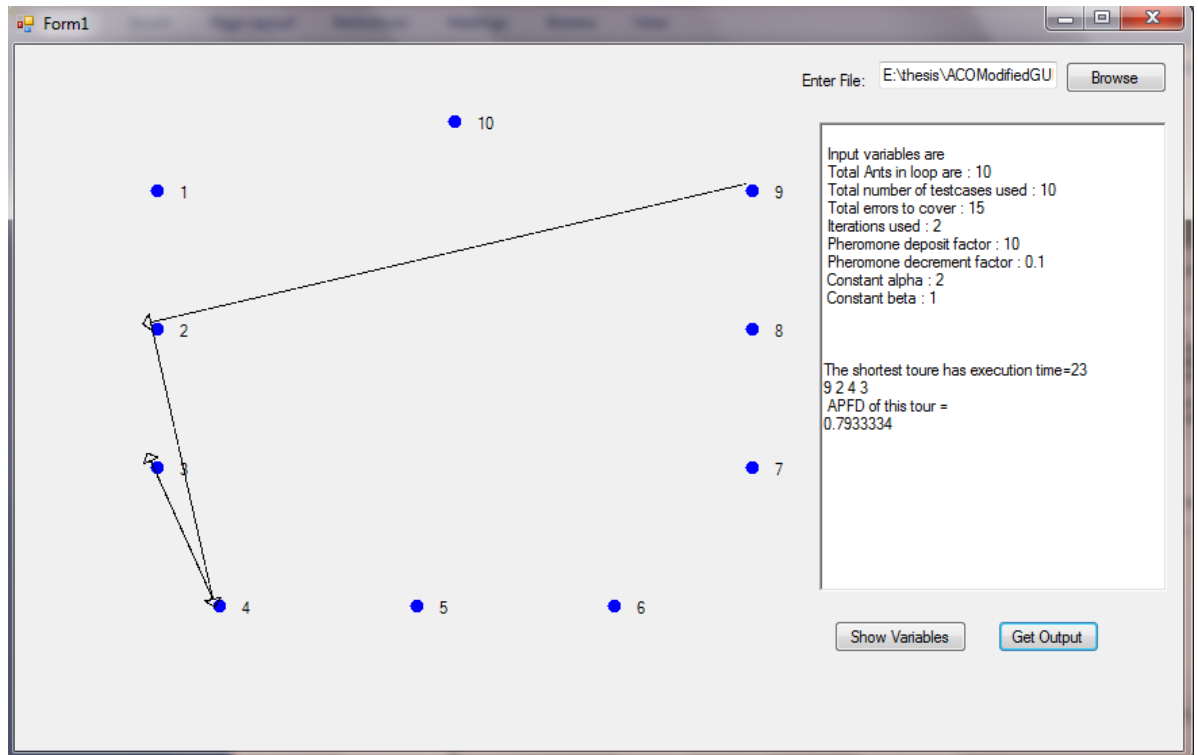 Form1
Enter File:
E:\thesis\ACOModifiedGUI
Browse
10
1
9
2
8
3
7
4
5
6
Input variables are
Total Ants in loop are : 10
Total number of testcases used : 10
Total errors to cover : 15
Iterations used : 2
Pheromone deposit factor : 10
Pheromone decrement factor : 0.1
Constant alpha : 2
Constant beta : 1
The shortest toure has execution time=23
9 2 4 3
APFD of this tour =
0.7933334
Show Variables
Get Output